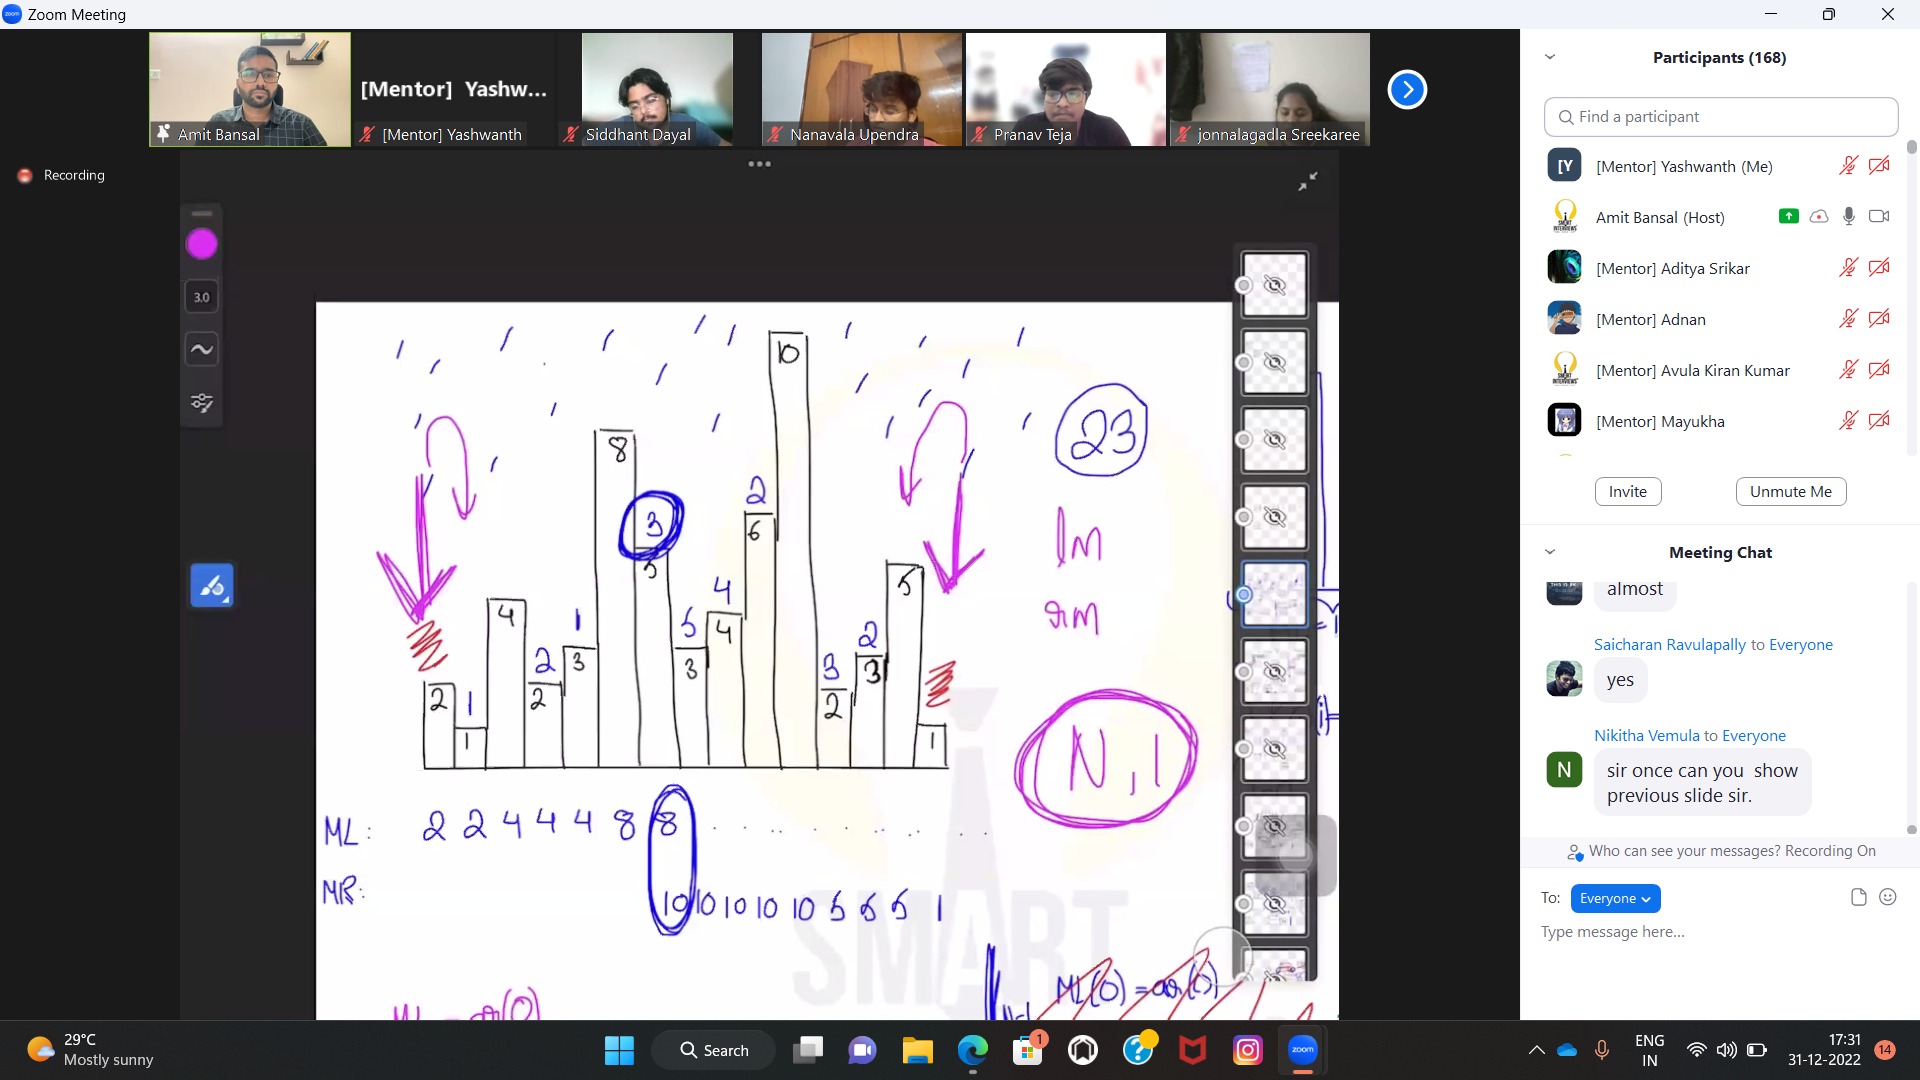 Zoom Meeting
[Mentor] Yashw...
Amit Bansal
[Mentor] Yashwanth
Siddhant Dayal
Nanavala Upendra
Pranav Teja
jonnalagadla Sreekaree
Recording
3.0
10
23
8
3
2
6
5
lm
4
5
4
rm
1
5
3
2
4
2
3
3
2
3
2
2
1
1
1
N, 1
ML: 2 2 4 4 4 8 8 . . . . . . . .
MR: 10 10 10 10 10 5 5 5 1
SMART
ML(0) = ar(0)
Participants (168)
Find a participant
[Y
[Mentor] Yashwanth (Me)
Amit Bansal (Host)
[Mentor] Aditya Srikar
[Mentor] Adnan
[Mentor] Avula Kiran Kumar
[Mentor] Mayukha
Invite
Unmute Me
Meeting Chat
almost
Saicharan Ravulapally to Everyone
yes
Nikitha Vemula to Everyone
N
sir once can you show
previous slide sir.
Who can see your messages? Recording On
To: Everyone
Type message here...
29°C
Mostly sunny
Search
1
zoom
ENG
IN
17:31
31-12-2022
14